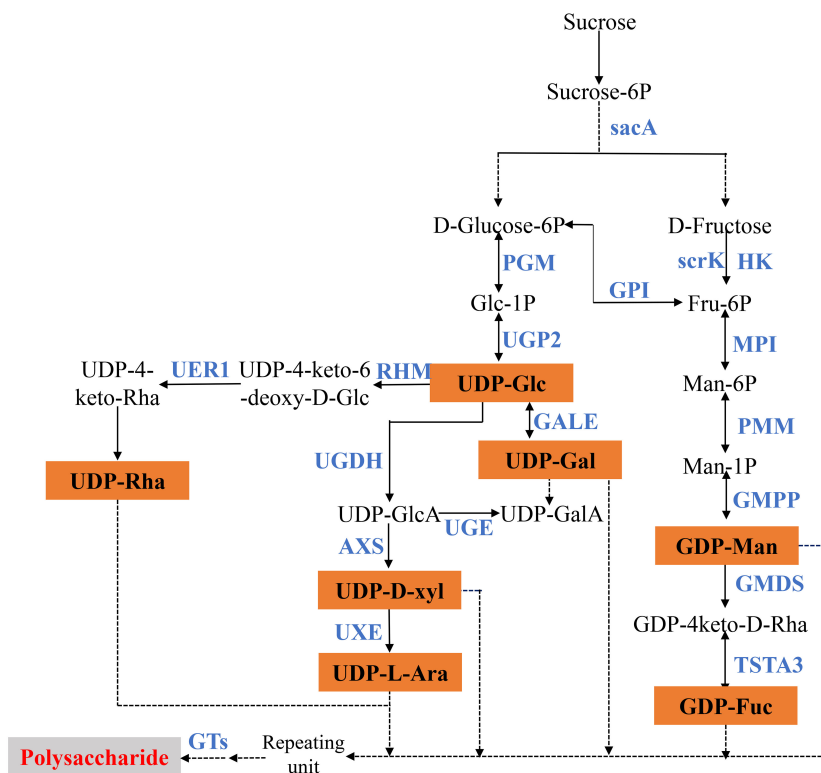 Sucrose
Sucrose-6P
sacA
D-Glucose-6P
D-Fructose
PGM
scrK
HK
Glc-1P
GPI
Fru-6P
UGP2
MPI
UDP-4-
keto-Rha
UER1
UDP-4-keto-6
-deoxy-D-Glc
RHM
UDP-Glc
Man-6P
GALE
PMM
UGDH
UDP-Gal
Man-1P
UDP-Rha
GMPP
UDP-GlcA
UGE
UDP-GalA
AXS
GDP-Man
UDP-D-xyl
GMDS
UXE
GDP-4keto-D-Rha
UDP-L-Ara
TSTA3
GDP-Fuc
Polysaccharide
GTs
Repeating
unit